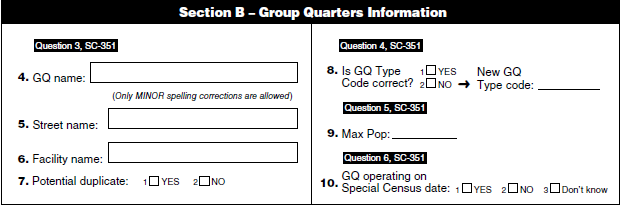 Section B – Group Quarters Information
Question 3, SC-351
4. GQ name:
(Only MINOR spelling corrections are allowed)
5. Street name:
6. Facility name:
7. Potential duplicate: 1 YES 2 NO
Question 4, SC-351
8. Is GQ Type 1 YES New GQ
Code correct? 2 NO → Type code:
Question 5, SC-351
9. Max Pop:
Question 6, SC-351
10. GQ operating on
Special Census date: 1 YES 2 NO 3 Don't know